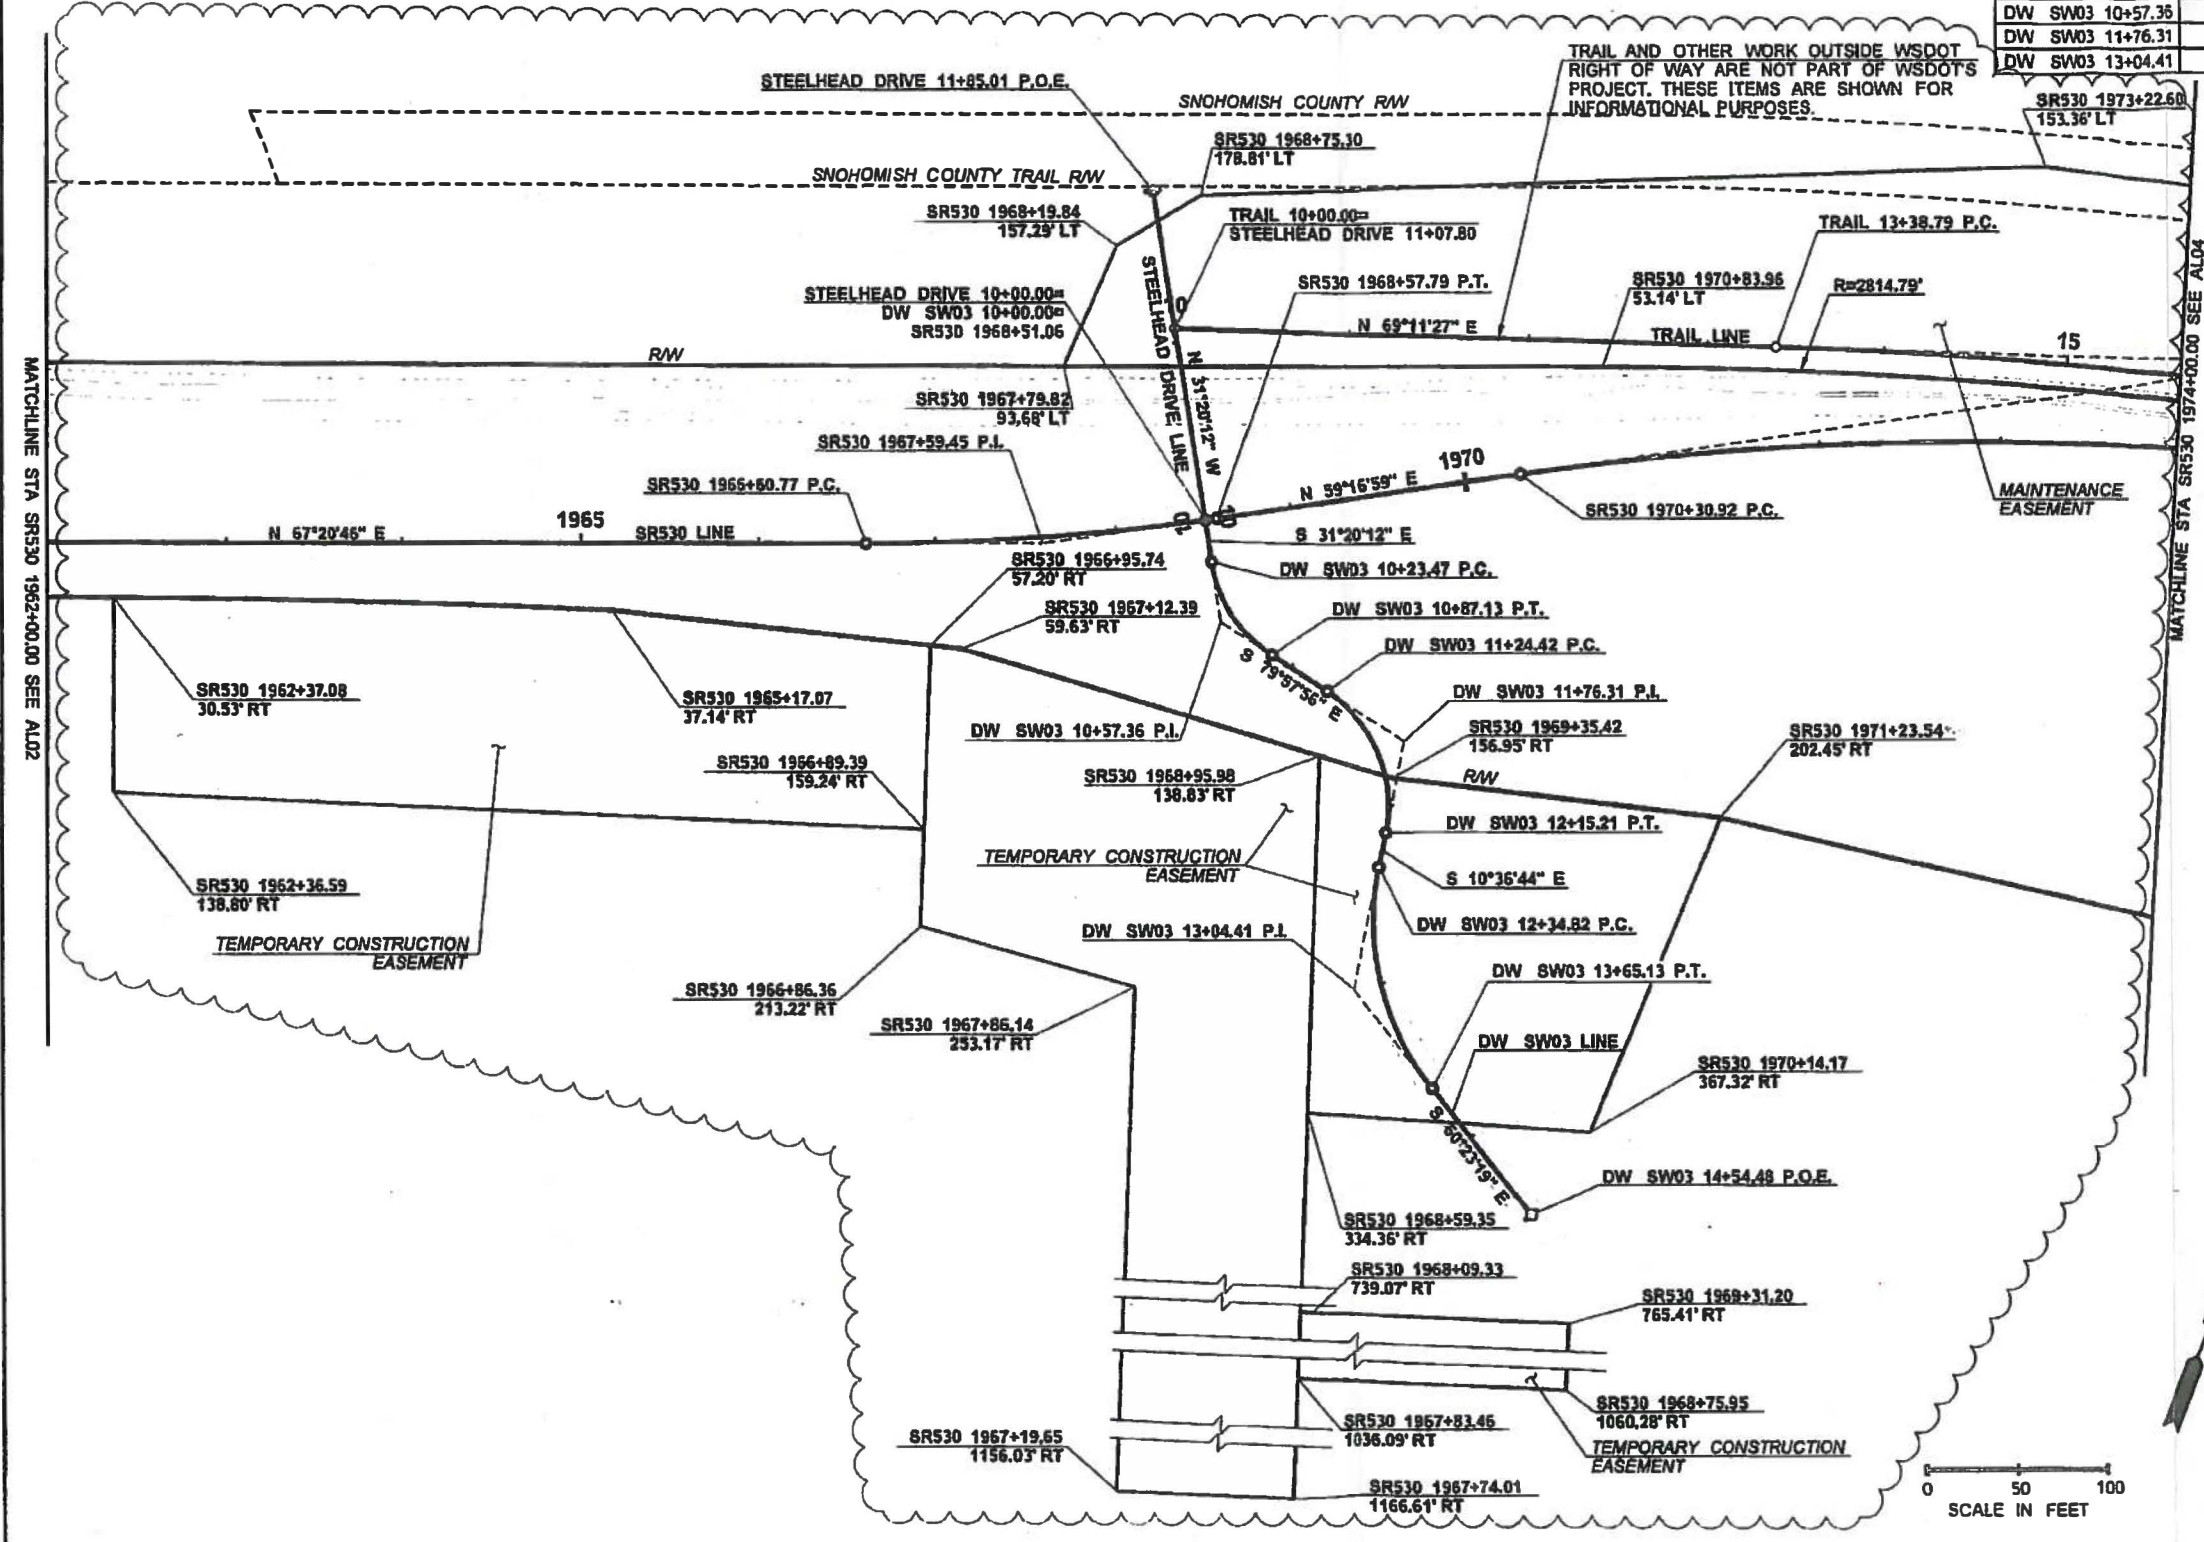 DW SW03 10+57.36
DW SW03 11+76.31
DW SW03 13+04.41
TRAIL AND OTHER WORK OUTSIDE WSDOT
RIGHT OF WAY ARE NOT PART OF WSDOT'S
PROJECT. THESE ITEMS ARE SHOWN FOR
INFORMATIONAL PURPOSES.
STEELHEAD DRIVE 11+85.01 P.O.E.
SNOHOMISH COUNTY R/W
SR530 1973+22.60
153.36' LT
SR530 1968+75.30
178.81' LT
SNOHOMISH COUNTY TRAIL R/W
SR530 1968+19.84
157.29' LT
TRAIL 10+00.00=
STEELHEAD DRIVE 11+07.80
TRAIL 13+38.79 P.C.
STEELHEAD DRIVE 10+00.00=
DW SW03 10+00.00=
SR530 1968+51.06
SR530 1968+57.79 P.T.
SR530 1970+83.96
53.14' LT
R=2814.79'
STEELHEAD DRIVE LINE
N 31°20'12" W
N 69°11'27" E
TRAIL LINE
15
R/W
SR530 1967+79.82
93.68' LT
SR530 1967+59.45 P.I.
SR530 1966+60.77 P.C.
1965
N 67°20'46" E
SR530 LINE
10
N 59°16'59" E
1970
SR530 1970+30.92 P.C.
MAINTENANCE
EASEMENT
MATCHLINE STA SR530 1962+00.00 SEE AL02
MATCHLINE STA SR530 1974+00.00 SEE AL04
S 31°20'12" E
SR530 1966+95.74
57.20' RT
DW SW03 10+23.47 P.C.
SR530 1967+12.39
59.63' RT
DW SW03 10+87.13 P.T.
DW SW03 11+24.42 P.C.
S 79°57'56" E
SR530 1962+37.08
30.53' RT
SR530 1965+17.07
37.14' RT
DW SW03 11+76.31 P.I.
DW SW03 10+57.36 P.I.
SR530 1969+35.42
156.95' RT
SR530 1971+23.54
202.45' RT
SR530 1966+89.39
159.24' RT
SR530 1968+95.98
138.83' RT
R/W
DW SW03 12+15.21 P.T.
TEMPORARY CONSTRUCTION
EASEMENT
S 10°36'44" E
SR530 1962+36.59
138.80' RT
DW SW03 12+34.82 P.C.
TEMPORARY CONSTRUCTION
EASEMENT
DW SW03 13+04.41 P.I.
DW SW03 13+65.13 P.T.
SR530 1966+86.36
213.22' RT
SR530 1967+86.14
253.17' RT
DW SW03 LINE
SR530 1970+14.17
367.32' RT
S 60°23'19" E
DW SW03 14+54.48 P.O.E.
SR530 1968+59.35
334.36' RT
SR530 1968+09.33
739.07' RT
SR530 1969+31.20
765.41' RT
SR530 1968+75.95
1060.28' RT
SR530 1967+83.46
1036.09' RT
SR530 1967+19.65
1156.03' RT
TEMPORARY CONSTRUCTION
EASEMENT
SR530 1967+74.01
1166.61' RT
0 50 100
SCALE IN FEET